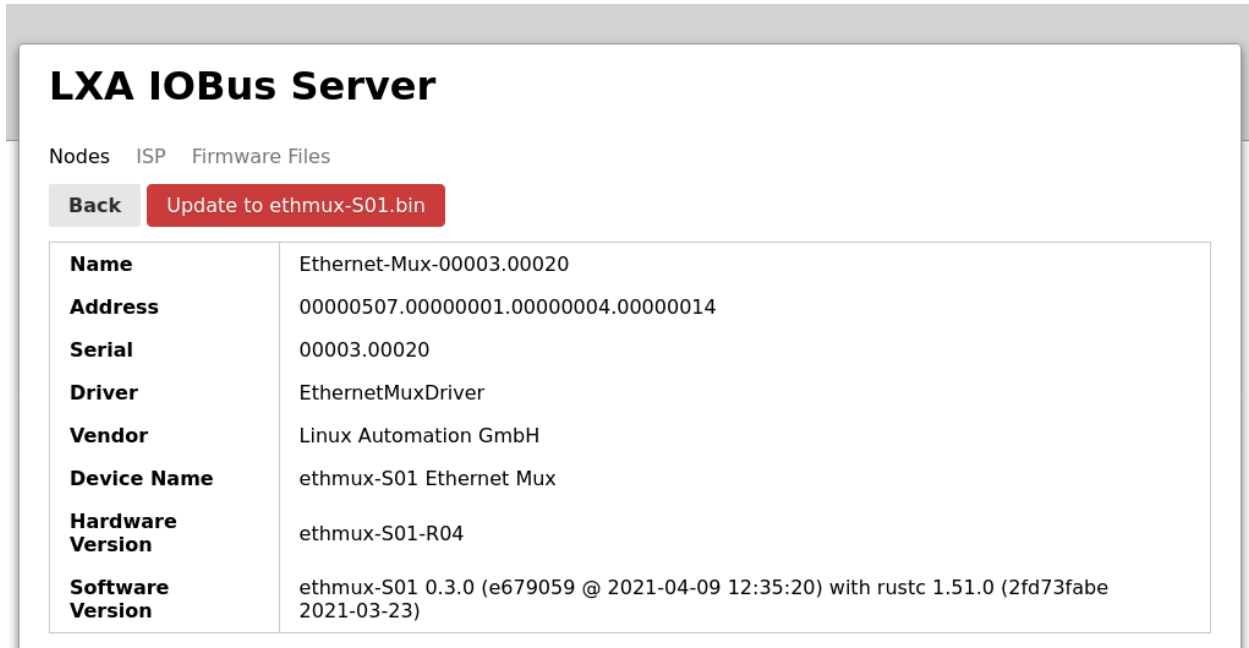 LXA IOBus Server
Nodes ISP Firmware Files
Back Update to ethmux-S01.bin
Name Ethernet-Mux-00003.00020
Address 00000507.00000001.00000004.00000014
Serial 00003.00020
Driver EthernetMuxDriver
Vendor Linux Automation GmbH
Device Name ethmux-S01 Ethernet Mux
Hardware
Version
ethmux-S01-R04
Software
Version
ethmux-S01 0.3.0 (e679059 @ 2021-04-09 12:35:20) with rustc 1.51.0 (2fd73fabe
2021-03-23)